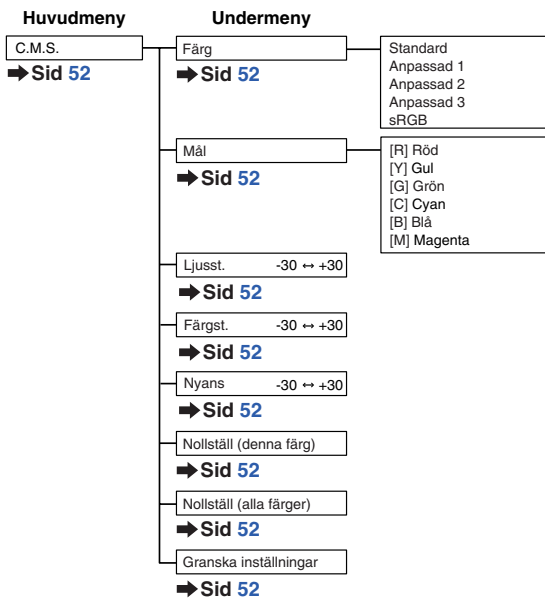 Huvudmeny
Undermeny
C.M.S.
➡Sid 52
Färg
➡Sid 52
Standard
Anpassad 1
Anpassad 2
Anpassad 3
sRGB
Mål
➡Sid 52
[R] Röd
[Y] Gul
[G] Grön
[C] Cyan
[B] Blå
[M] Magenta
Ljusst. -30 ↔ +30
➡Sid 52
Färgst. -30 ↔ +30
➡Sid 52
Nyans -30 ↔ +30
➡Sid 52
Nollställ (denna färg)
➡Sid 52
Nollställ (alla färger)
➡Sid 52
Granska inställningar
➡Sid 52